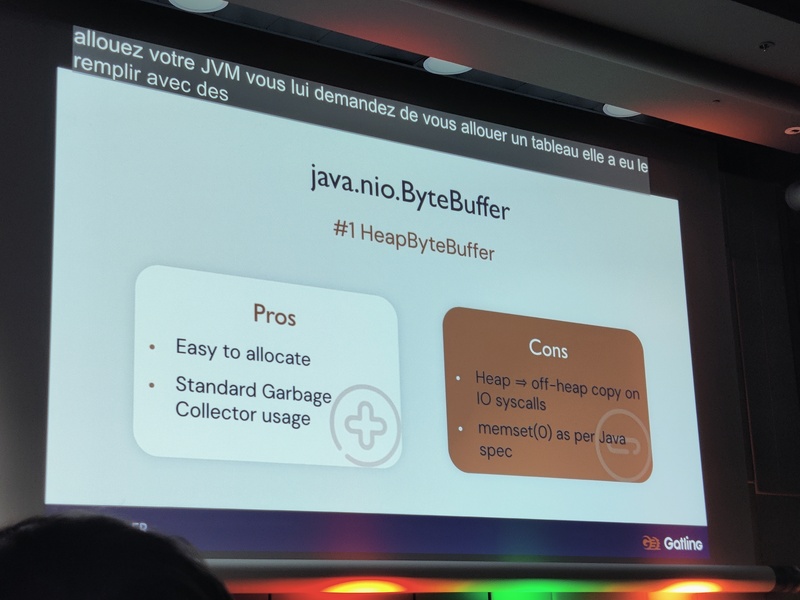 allouez votre JVM vous lui demandez de vous allouer un tableau elle a eu le
remplir avec des
java.nio.ByteBuffer
#1 HeapByteBuffer
Pros
• Easy to allocate
• Standard Garbage
Collector usage
Cons
• Heap ⇒ off-heap copy on
IO syscalls
• memset(0) as per Java
spec
Gatling